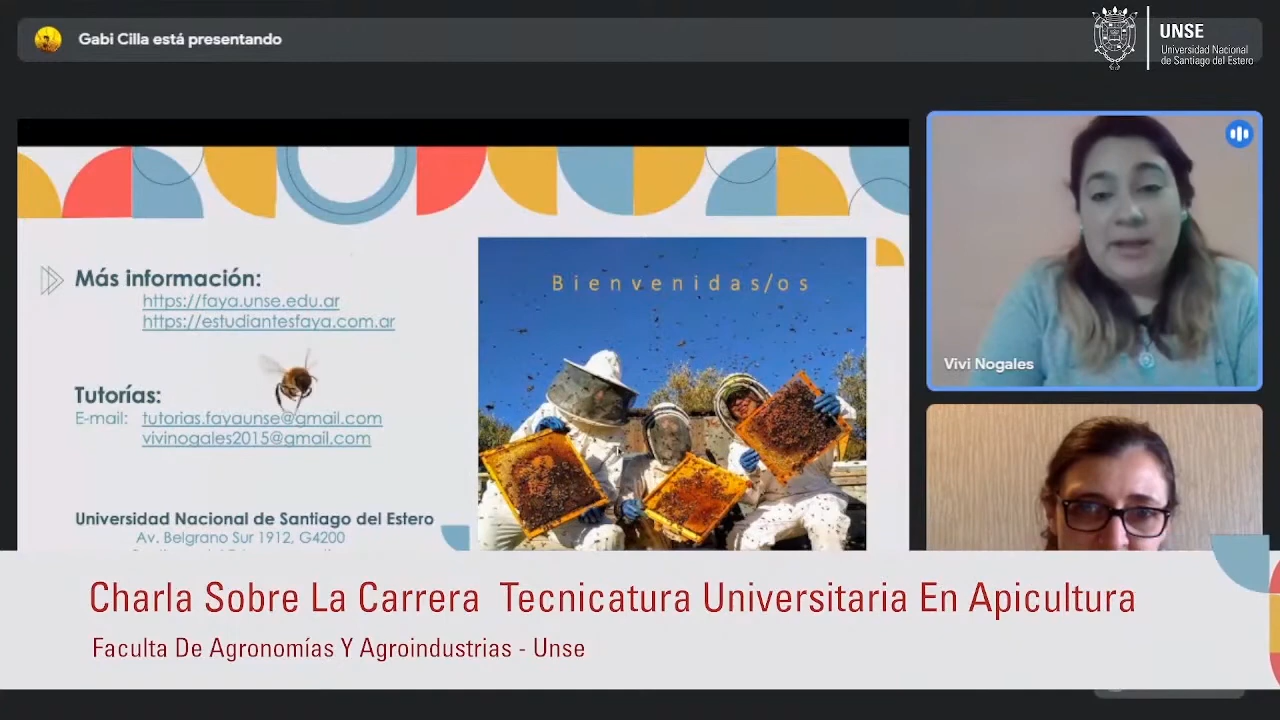 Gabi Cilla está presentando
UNSE
Universidad Nacional
de Santiago del Estero
Más información:
https://faya.unse.edu.ar
https://estudiantesfaya.com.ar
Tutorías:
E-mail: tutorias.fayaunse@gmail.com
vivinogales2015@gmail.com
Universidad Nacional de Santiago del Estero
Av. Belgrano Sur 1912, G4200
Bienvenidas/os
Vivi Nogales
Charla Sobre La Carrera Tecnicatura Universitaria En Apicultura
Faculta De Agronomías Y Agroindustrias - Unse